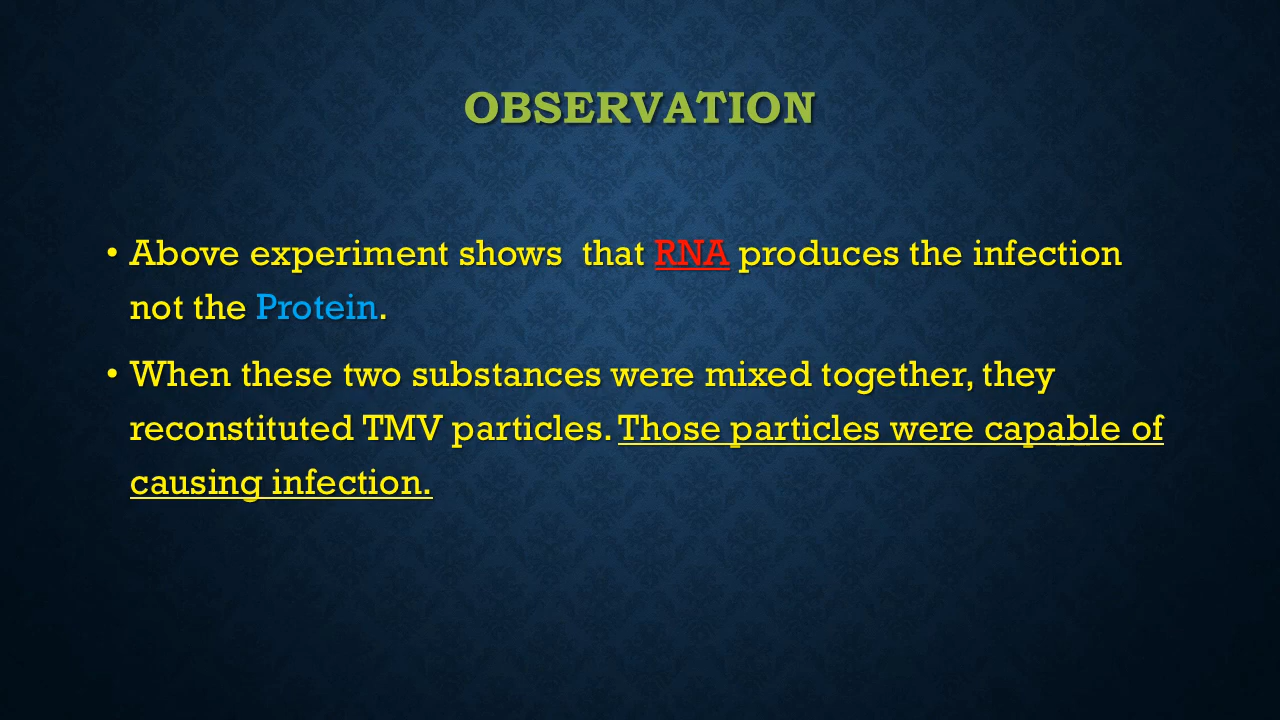 OBSERVATION
• Above experiment shows  that RNA produces the infection
not the Protein.
• When these two substances were mixed together, they
reconstituted TMV particles. Those particles were capable of
causing infection.